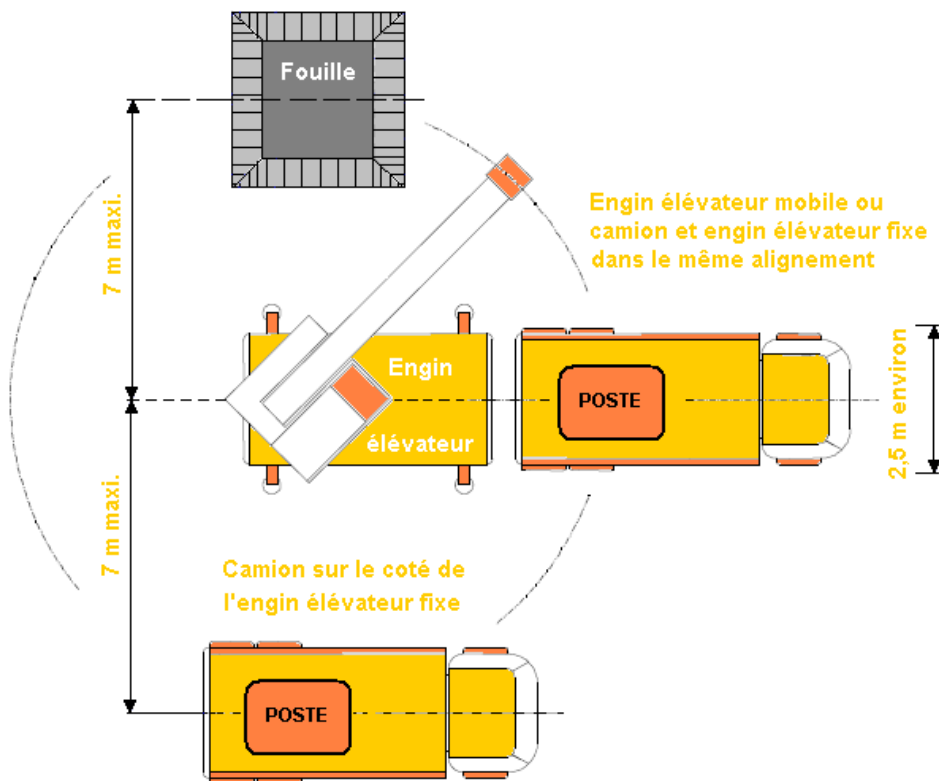 Fouille
7 m maxi.
Engin élévateur mobile ou
camion et engin élévateur fixe
dans le même alignement
Engin
élévateur
POSTE
2,5 m environ
7 m maxi.
Camion sur le coté de
l'engin élévateur fixe
POSTE